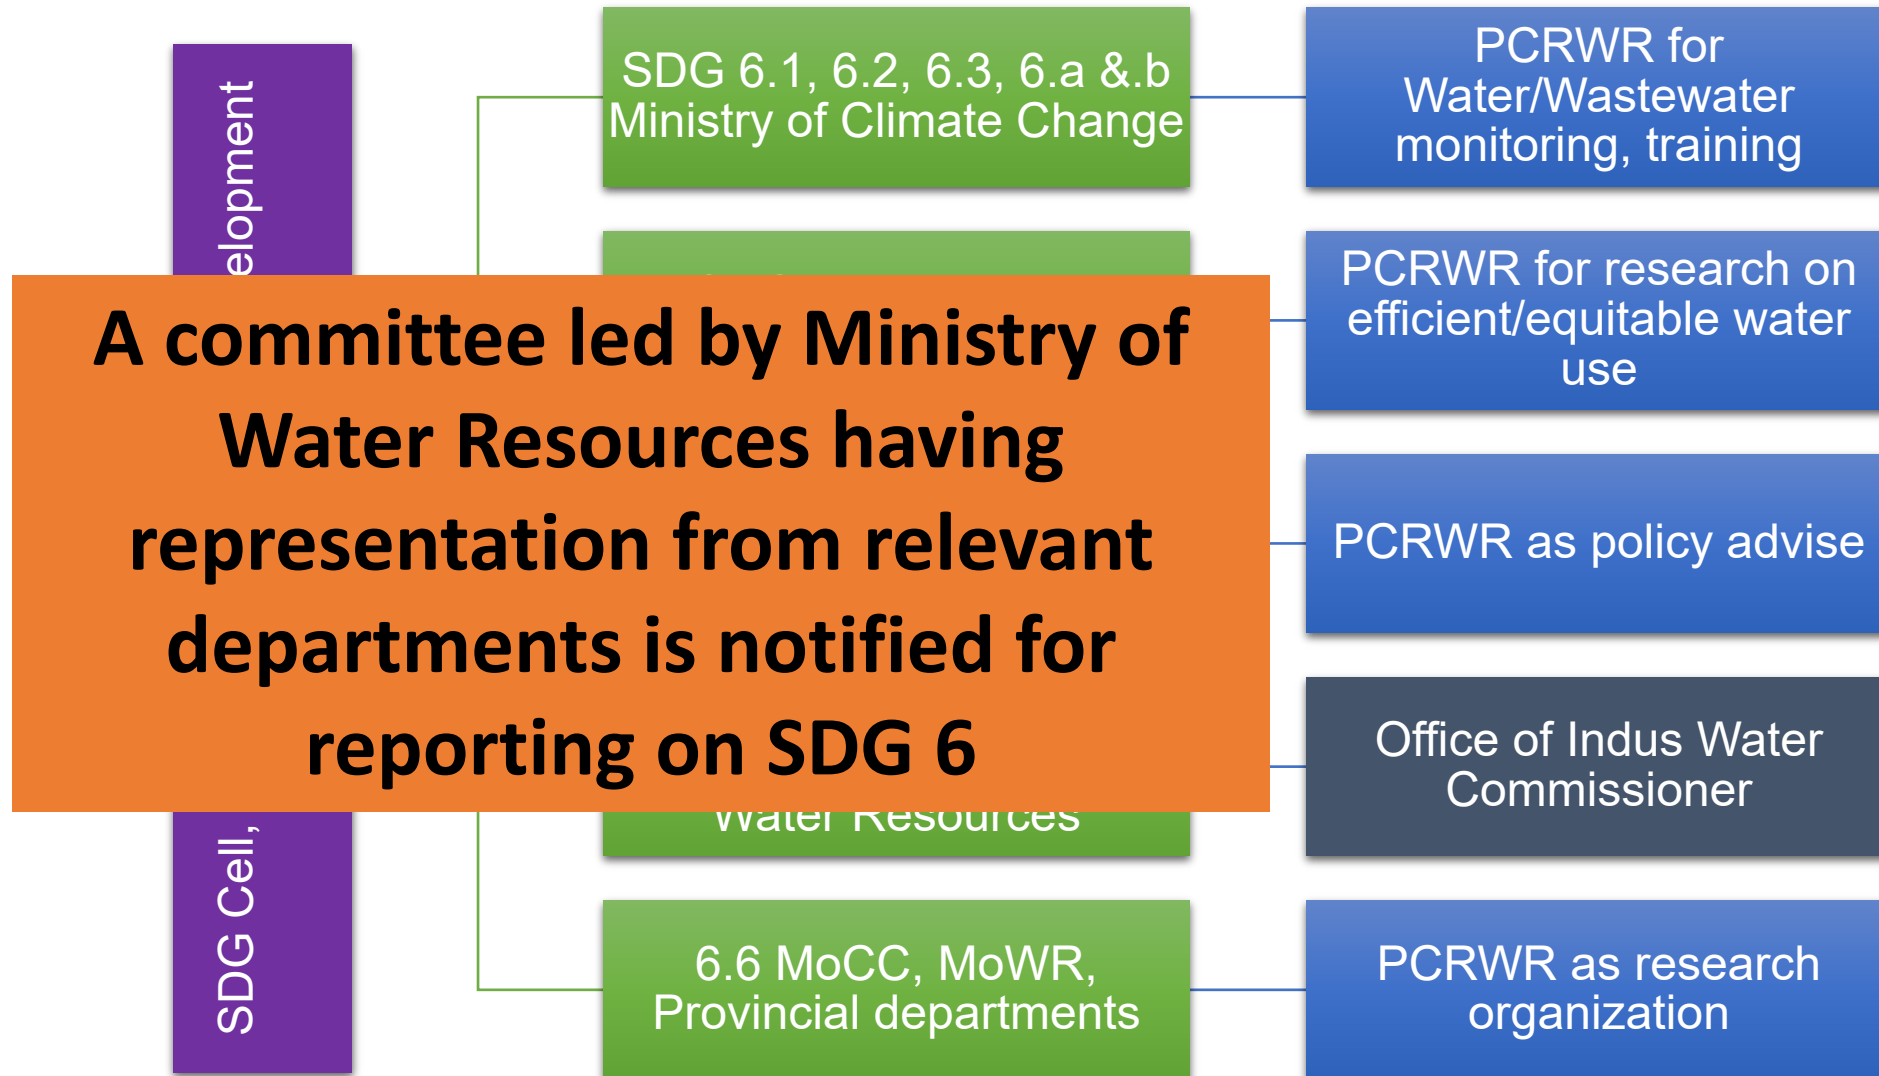 SDG Cell,
SDG 6.1, 6.2, 6.3, 6.a &.b
Ministry of Climate Change
PCRWR for
Water/Wastewater
monitoring, training
PCRWR for research on
efficient/equitable water
use
A committee led by Ministry of
Water Resources having
representation from relevant
departments is notified for
reporting on SDG 6
PCRWR as policy advise
Water Resources
Office of Indus Water
Commissioner
6.6 MoCC, MoWR,
Provincial departments
PCRWR as research
organization